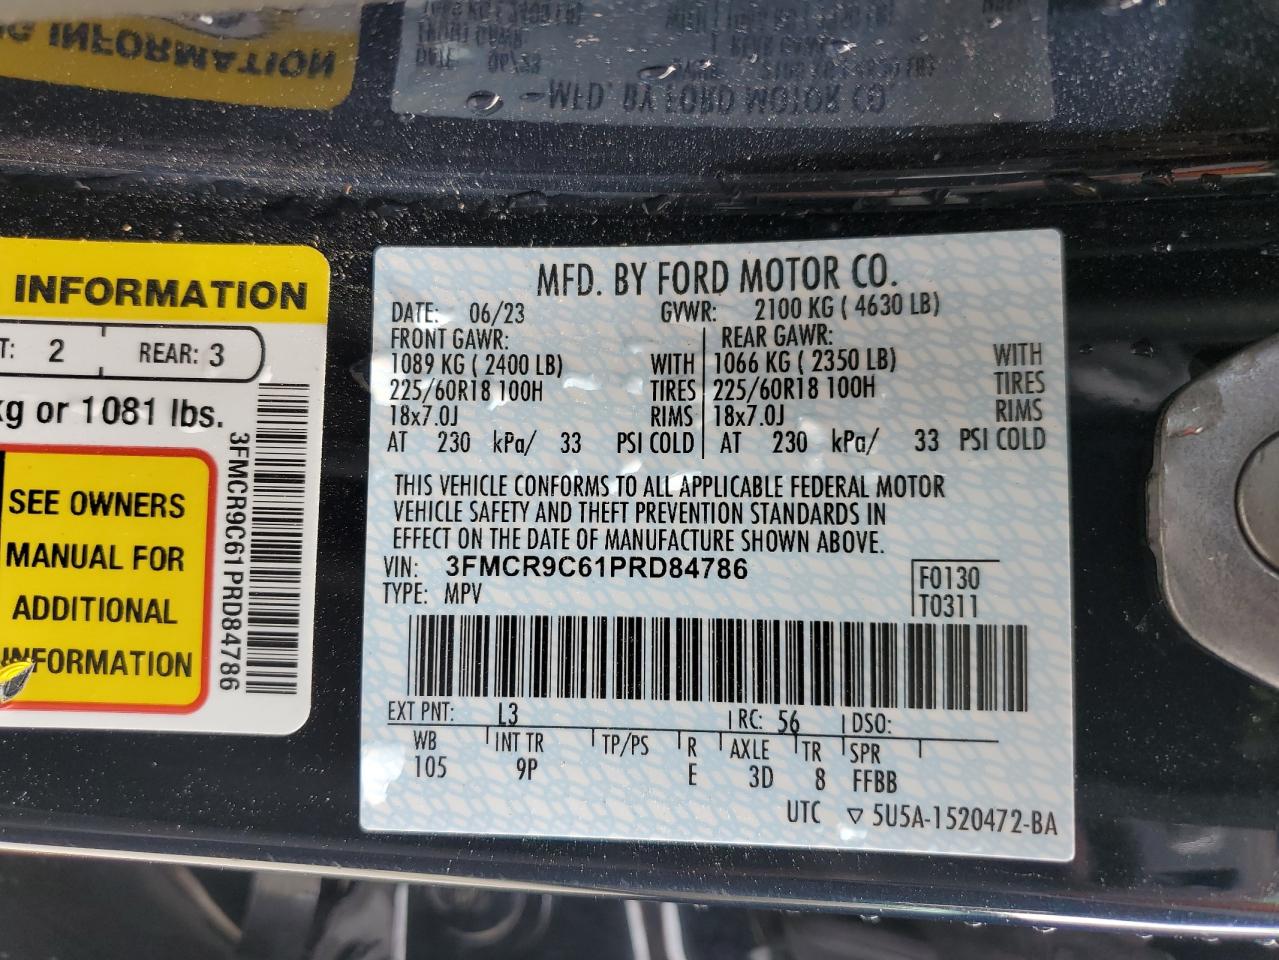 INFORMATION
T: 2 REAR: 3
kg or 1081 lbs.
SEE OWNERS
MANUAL FOR
ADDITIONAL
INFORMATION
3FMCR9C61PRD84786
MFD. BY FORD MOTOR CO.
DATE: 06/23 GVWR: 2100 KG ( 4630 LB)
FRONT GAWR: REAR GAWR:
1089 KG ( 2400 LB) WITH 1066 KG ( 2350 LB) WITH
225/60R18 100H TIRES 225/60R18 100H TIRES
18x7.0J RIMS 18x7.0J RIMS
AT 230 kPa/ 33 PSI COLD AT 230 kPa/ 33 PSI COLD
THIS VEHICLE CONFORMS TO ALL APPLICABLE FEDERAL MOTOR
VEHICLE SAFETY AND THEFT PREVENTION STANDARDS IN
EFFECT ON THE DATE OF MANUFACTURE SHOWN ABOVE.
VIN: 3FMCR9C61PRD84786
TYPE: MPV
F0130
T0311
EXT PNT: L3 RC: 56 DSO:
WB INT TR TP/PS R AXLE TR SPR
105 9P E 3D 8 FFBB
UTC ▽ 5U5A-1520472-BA